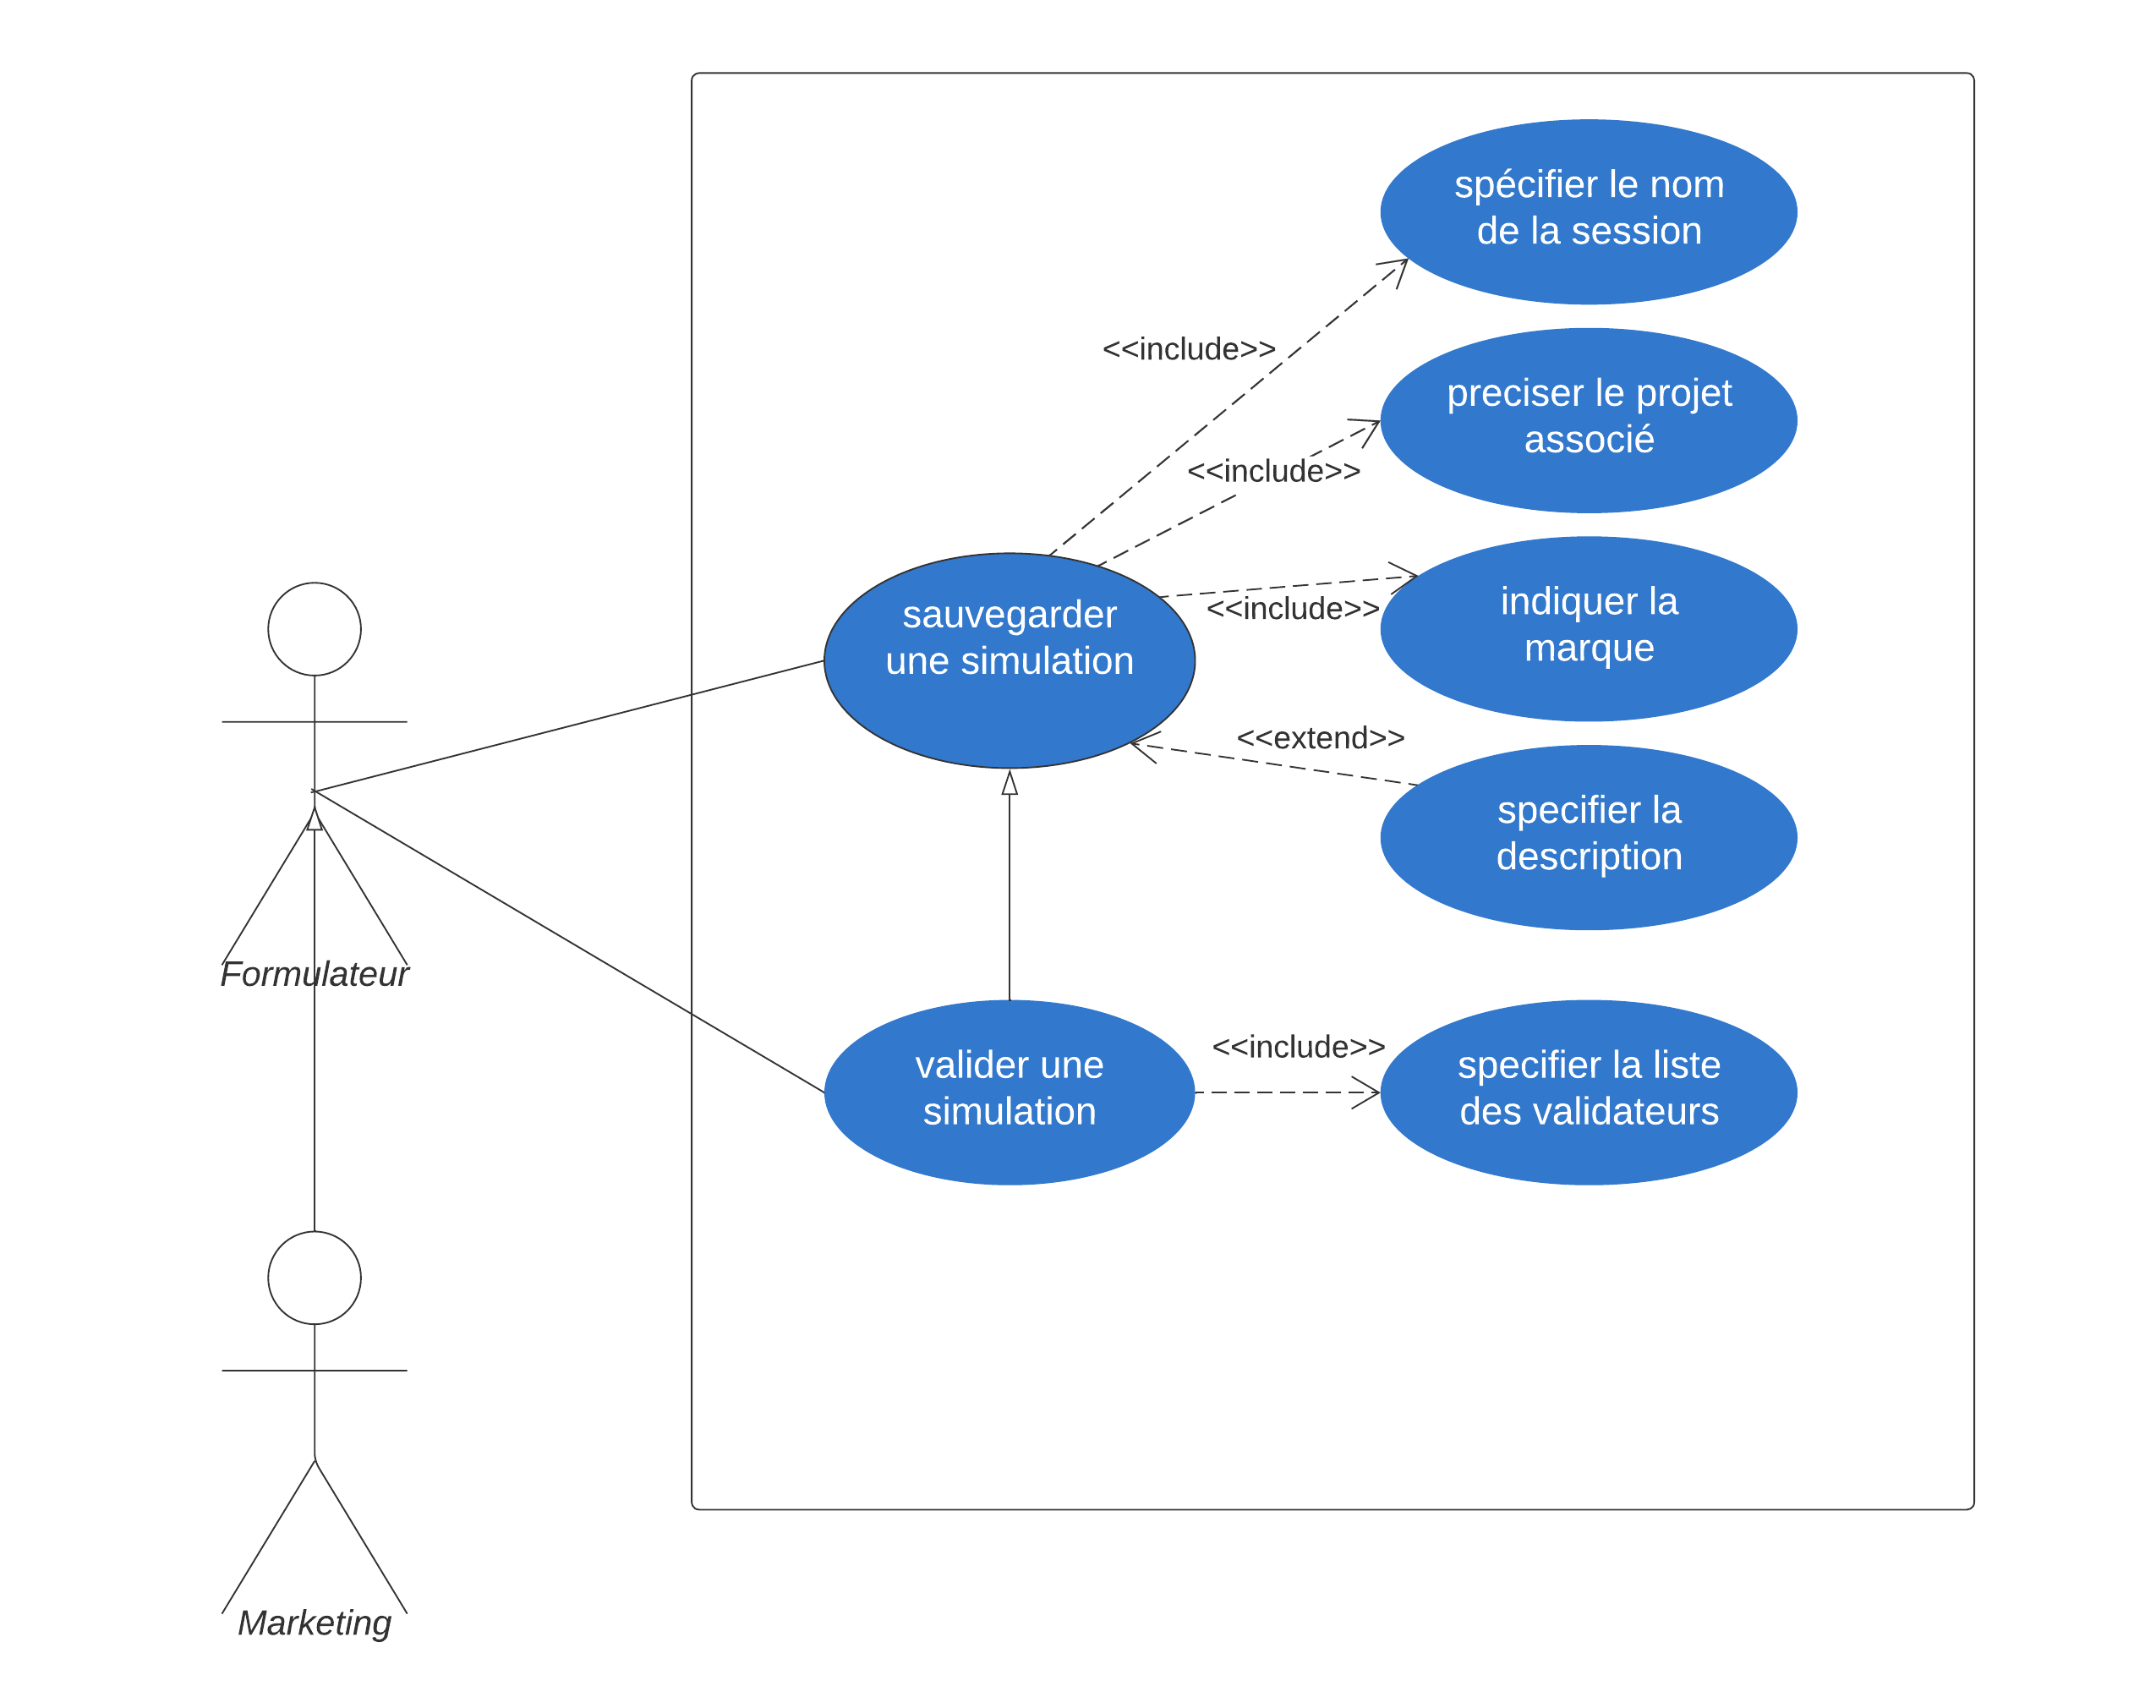 spécifier le nom
de la session
<<include>>
preciser le projet
associé
<<include>>
indiquer la
marque
<<include>>
sauvegarder
une simulation
<<extend>>
specifier la
description
Formulateur
valider une
simulation
<<include>>
specifier la liste
des validateurs
Marketing